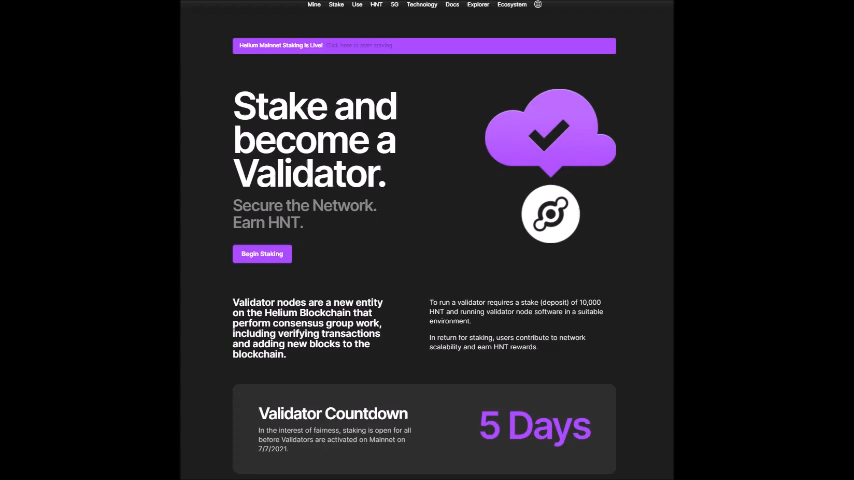 Mine Stake Use HNT 5G Technology Docs Explorer Ecosystem
Helium Mainnet Staking Is Live! Click here to start staking
Stake and
become a
Validator.
Secure the Network.
Earn HNT.
Begin Staking
Validator nodes are a new entity
on the Helium Blockchain that
perform consensus group work,
including verifying transactions
and adding new blocks to the
blockchain.
To run a validator requires a stake (deposit) of 10,000
HNT and running validator node software in a suitable
environment.
In return for staking, users contribute to network
scalability and earn HNT rewards.
Validator Countdown
In the interest of fairness, staking is open for all
before Validators are activated on Mainnet on
7/7/2021.
5 Days